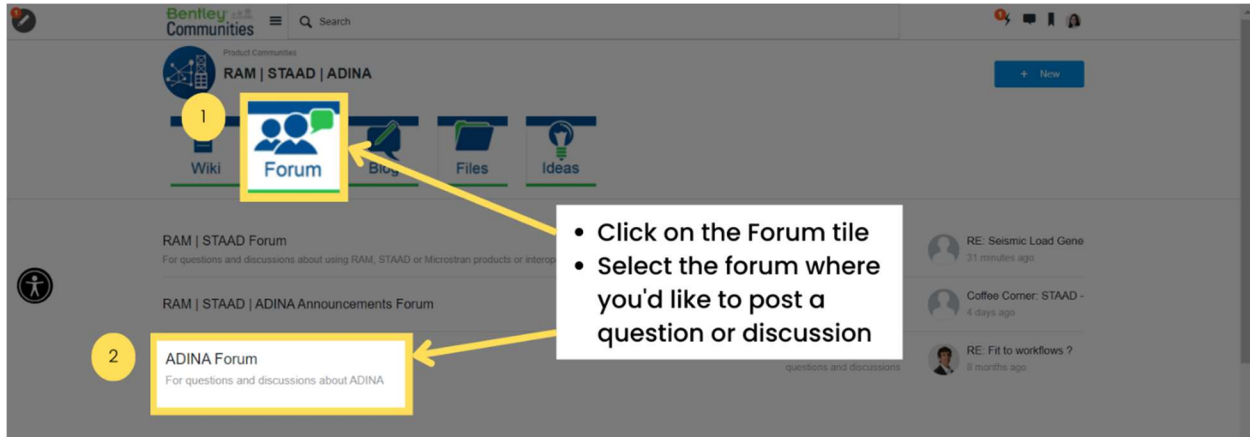 Bentley
Communities
Search
Product Communities
RAM | STAAD | ADINA
+ New
1
Wiki
Forum
Blog
Files
Ideas
• Click on the Forum tile
• Select the forum where
you'd like to post a
question or discussion
RAM | STAAD Forum
For questions and discussions about using RAM, STAAD or Microstran products or
RE: Seismic Load Gene
31 minutes ago
RAM | STAAD | ADINA Announcements Forum
Coffee Corner: STAAD -
4 days ago
2
ADINA Forum
For questions and discussions about ADINA
questions and discussions
RE: Fit to workflows ?
8 months ago